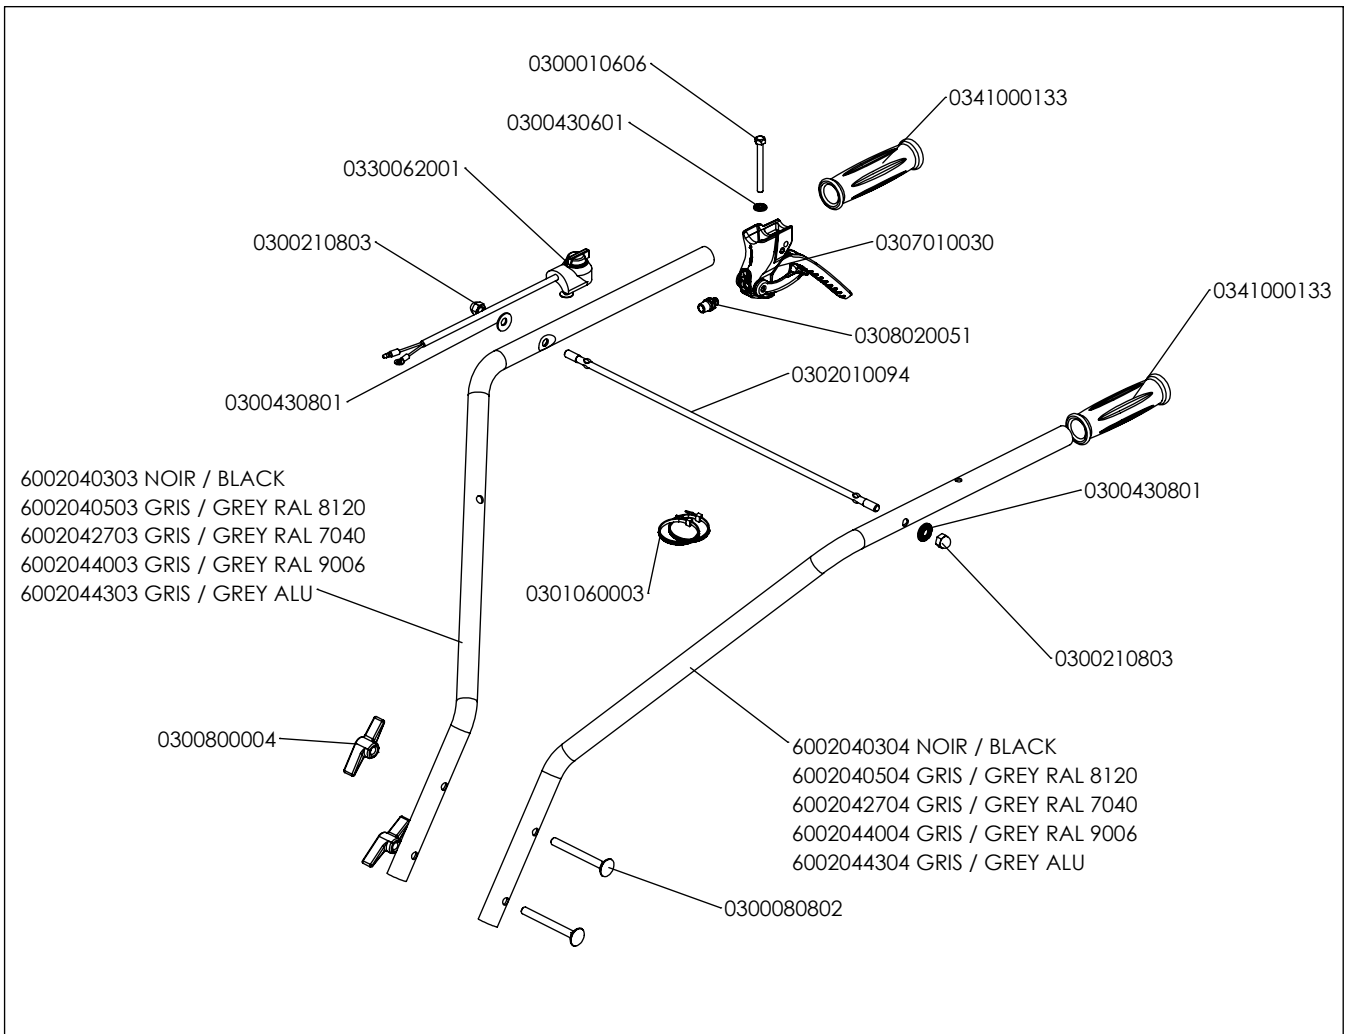 0300010606
0341000133
0300430601
0330062001
0300210803
0307010030
0341000133
0308020051
0302010094
0300430801
6002040303 NOIR / BLACK
6002040503 GRIS / GREY RAL 8120
6002042703 GRIS / GREY RAL 7040
6002044003 GRIS / GREY RAL 9006
6002044303 GRIS / GREY ALU
0300430801
0301060003
0300210803
0300800004
6002040304 NOIR / BLACK
6002040504 GRIS / GREY RAL 8120
6002042704 GRIS / GREY RAL 7040
6002044004 GRIS / GREY RAL 9006
6002044304 GRIS / GREY ALU
0300080802